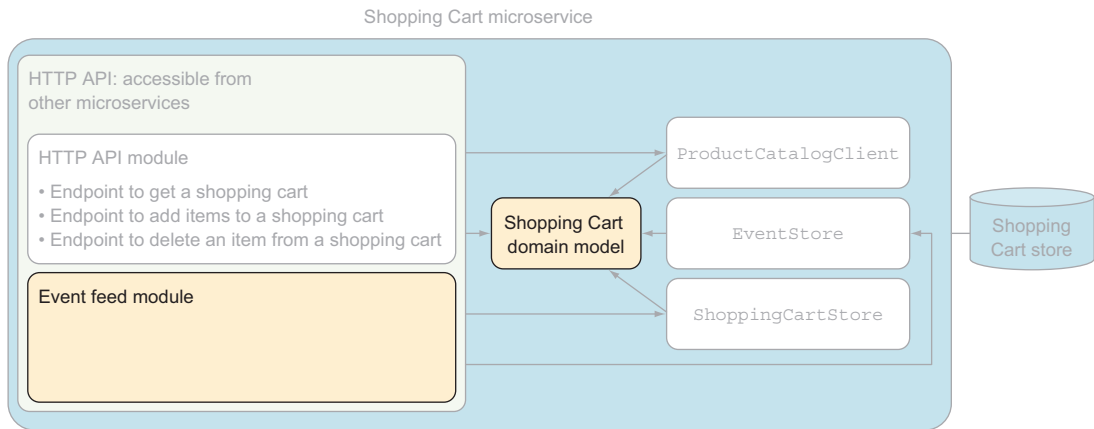 Shopping Cart microservice
HTTP API: accessible from
other microservices
HTTP API module
• Endpoint to get a shopping cart
• Endpoint to add items to a shopping cart
• Endpoint to delete an item from a shopping cart
Event feed module
Shopping Cart
domain model
ProductCatalogClient
EventStore
ShoppingCartStore
Shopping
Cart store